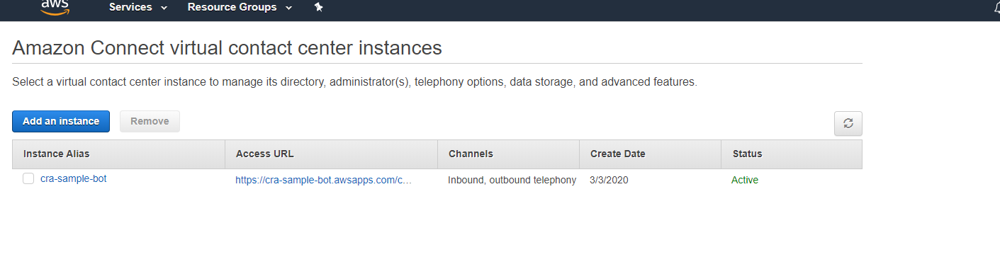 aws Services Resource Groups
Amazon Connect virtual contact center instances
Select a virtual contact center instance to manage its directory, administrator(s), telephony options, data storage, and advanced features.
Add an instance Remove
Instance Alias Access URL Channels Create Date Status
cra-sample-bot https://cra-sample-bot.awsapps.com/c... Inbound, outbound telephony 3/3/2020 Active